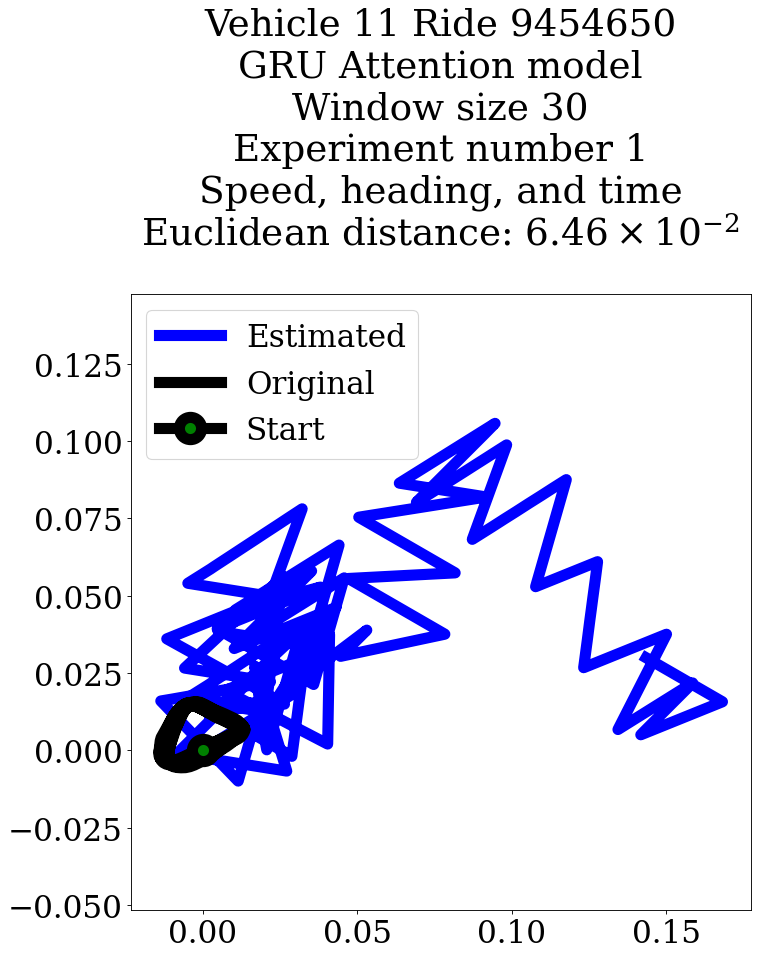 Vehicle 11 Ride 9454650
GRU Attention model
Window size 30
Experiment number 1
Speed, heading, and time
Euclidean distance: 6.46 × 10⁻²
Estimated
Original
Start
0.125
0.100
0.075
0.050
0.025
0.000
−0.025
−0.050
0.00 0.05 0.10 0.15